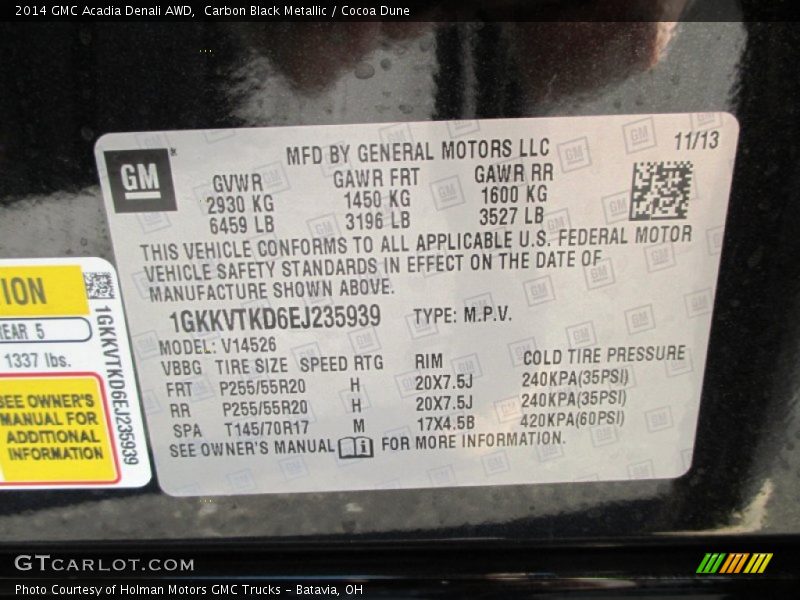 2014 GMC Acadia Denali AWD, Carbon Black Metallic / Cocoa Dune
11/13
GM
MFD BY GENERAL MOTORS LLC
GVWR GAWR FRT GAWR RR
2930 KG 1450 KG 1600 KG
6459 LB 3196 LB 3527 LB
THIS VEHICLE CONFORMS TO ALL APPLICABLE U.S. FEDERAL MOTOR
VEHICLE SAFETY STANDARDS IN EFFECT ON THE DATE OF
MANUFACTURE SHOWN ABOVE.
1GKKVTKD6EJ235939 TYPE: M.P.V.
MODEL: V14526
VBBG TIRE SIZE SPEED RTG RIM COLD TIRE PRESSURE
FRT P255/55R20 H 20X7.5J 240KPA(35PSI)
RR P255/55R20 H 20X7.5J 240KPA(35PSI)
SPA T145/70R17 M 17X4.5B 420KPA(60PSI)
SEE OWNER'S MANUAL FOR MORE INFORMATION.
ION
REAR 5
1337 lbs.
SEE OWNER'S
MANUAL FOR
ADDITIONAL
INFORMATION
1GKKVTKD6EJ235939
GTCARLOT.COM
Photo Courtesy of Holman Motors GMC Trucks - Batavia, OH